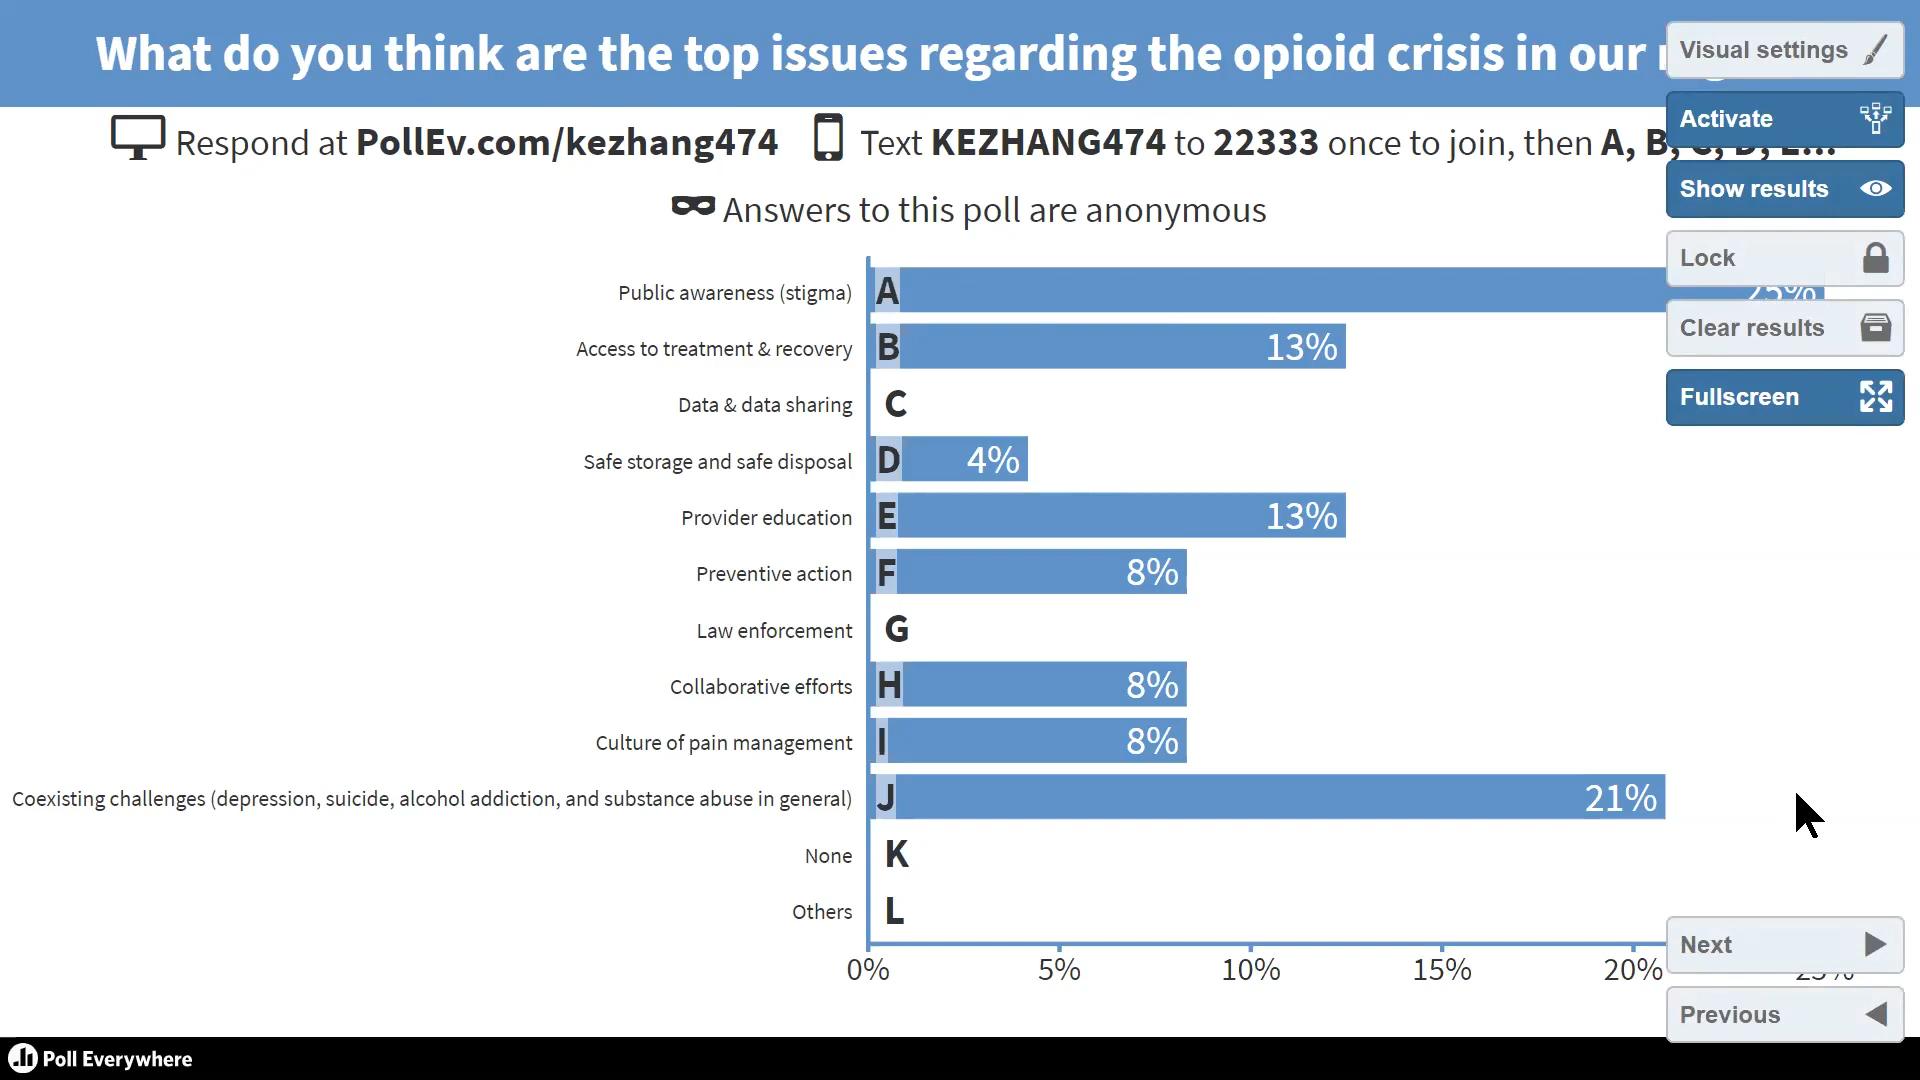 What do you think are the top issues regarding the opioid crisis in our
Visual settings
Respond at PollEv.com/kezhang474 Text KEZHANG474 to 22333 once to join, then A, B, C, D, E...
Activate
Show results
Answers to this poll are anonymous
Lock
Public awareness (stigma) A 25%
Clear results
Access to treatment & recovery B 13%
Fullscreen
Data & data sharing C
Safe storage and safe disposal D 4%
Provider education E 13%
Preventive action F 8%
Law enforcement G
Collaborative efforts H 8%
Culture of pain management I 8%
Coexisting challenges (depression, suicide, alcohol addiction, and substance abuse in general) J 21%
None K
Others L
Next
0% 5% 10% 15% 20% 25%
Previous
Poll Everywhere